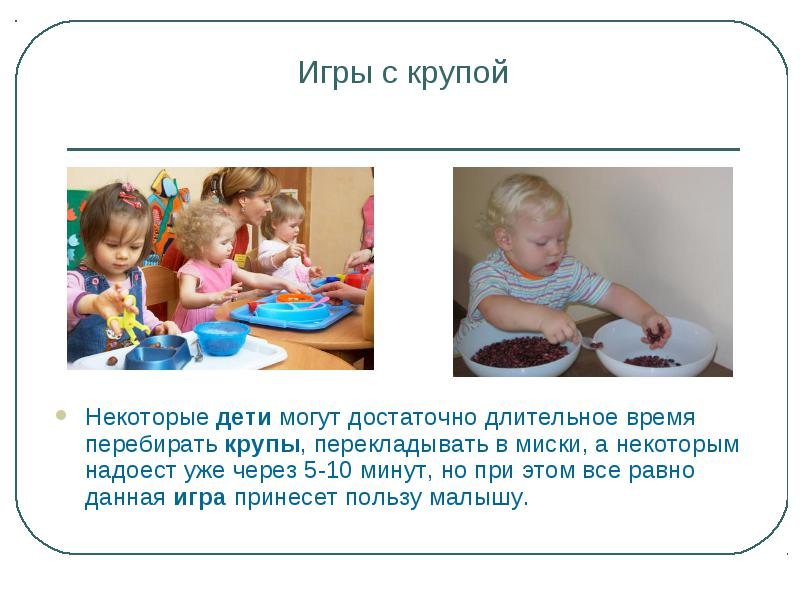 Игры с крупой
Некоторые дети могут достаточно длительное время
перебирать крупы, перекладывать в миски, а некоторым
надоест уже через 5-10 минут, но при этом все равно
данная игра принесет пользу малышу.